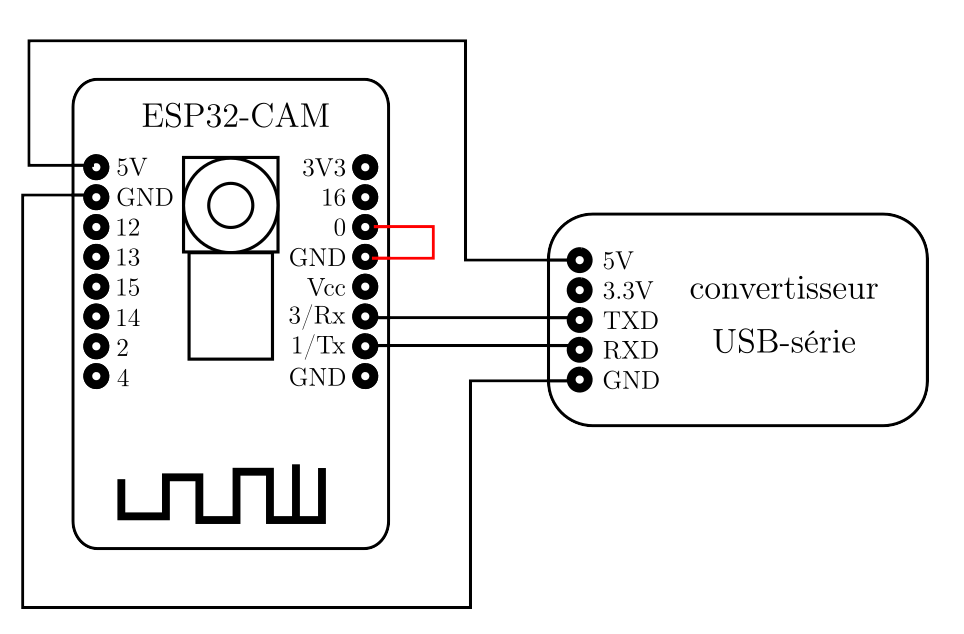 ESP32-CAM
5V
GND
12
13
15
14
2
4
3V3
16
0
GND
Vcc
3/Rx
1/Tx
GND
5V
3.3V
TXD
RXD
GND
convertisseur
USB-série